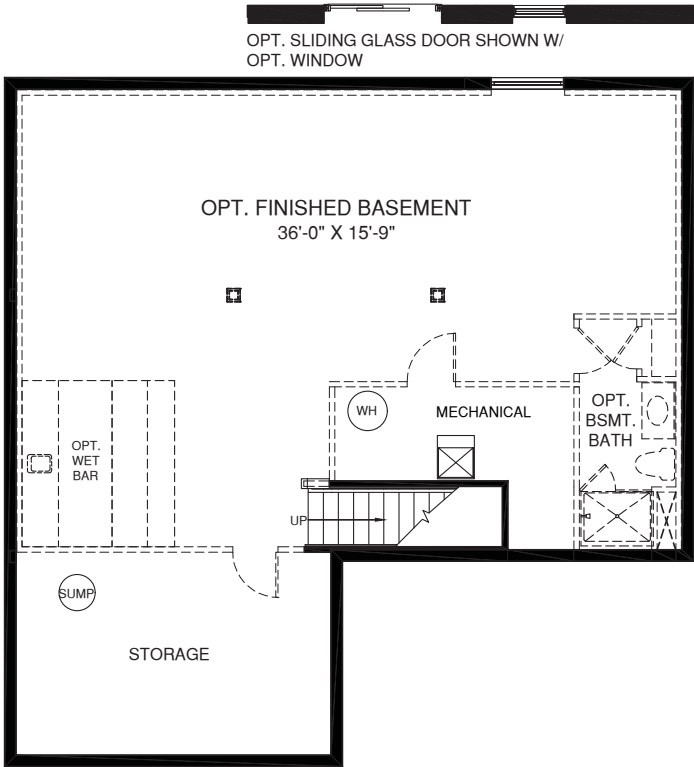 OPT. SLIDING GLASS DOOR SHOWN W/
OPT. WINDOW
OPT. FINISHED BASEMENT
36'-0" X 15'-9"
WH
MECHANICAL
OPT.
BSMT.
BATH
OPT.
WET
BAR
UP
SUMP
STORAGE